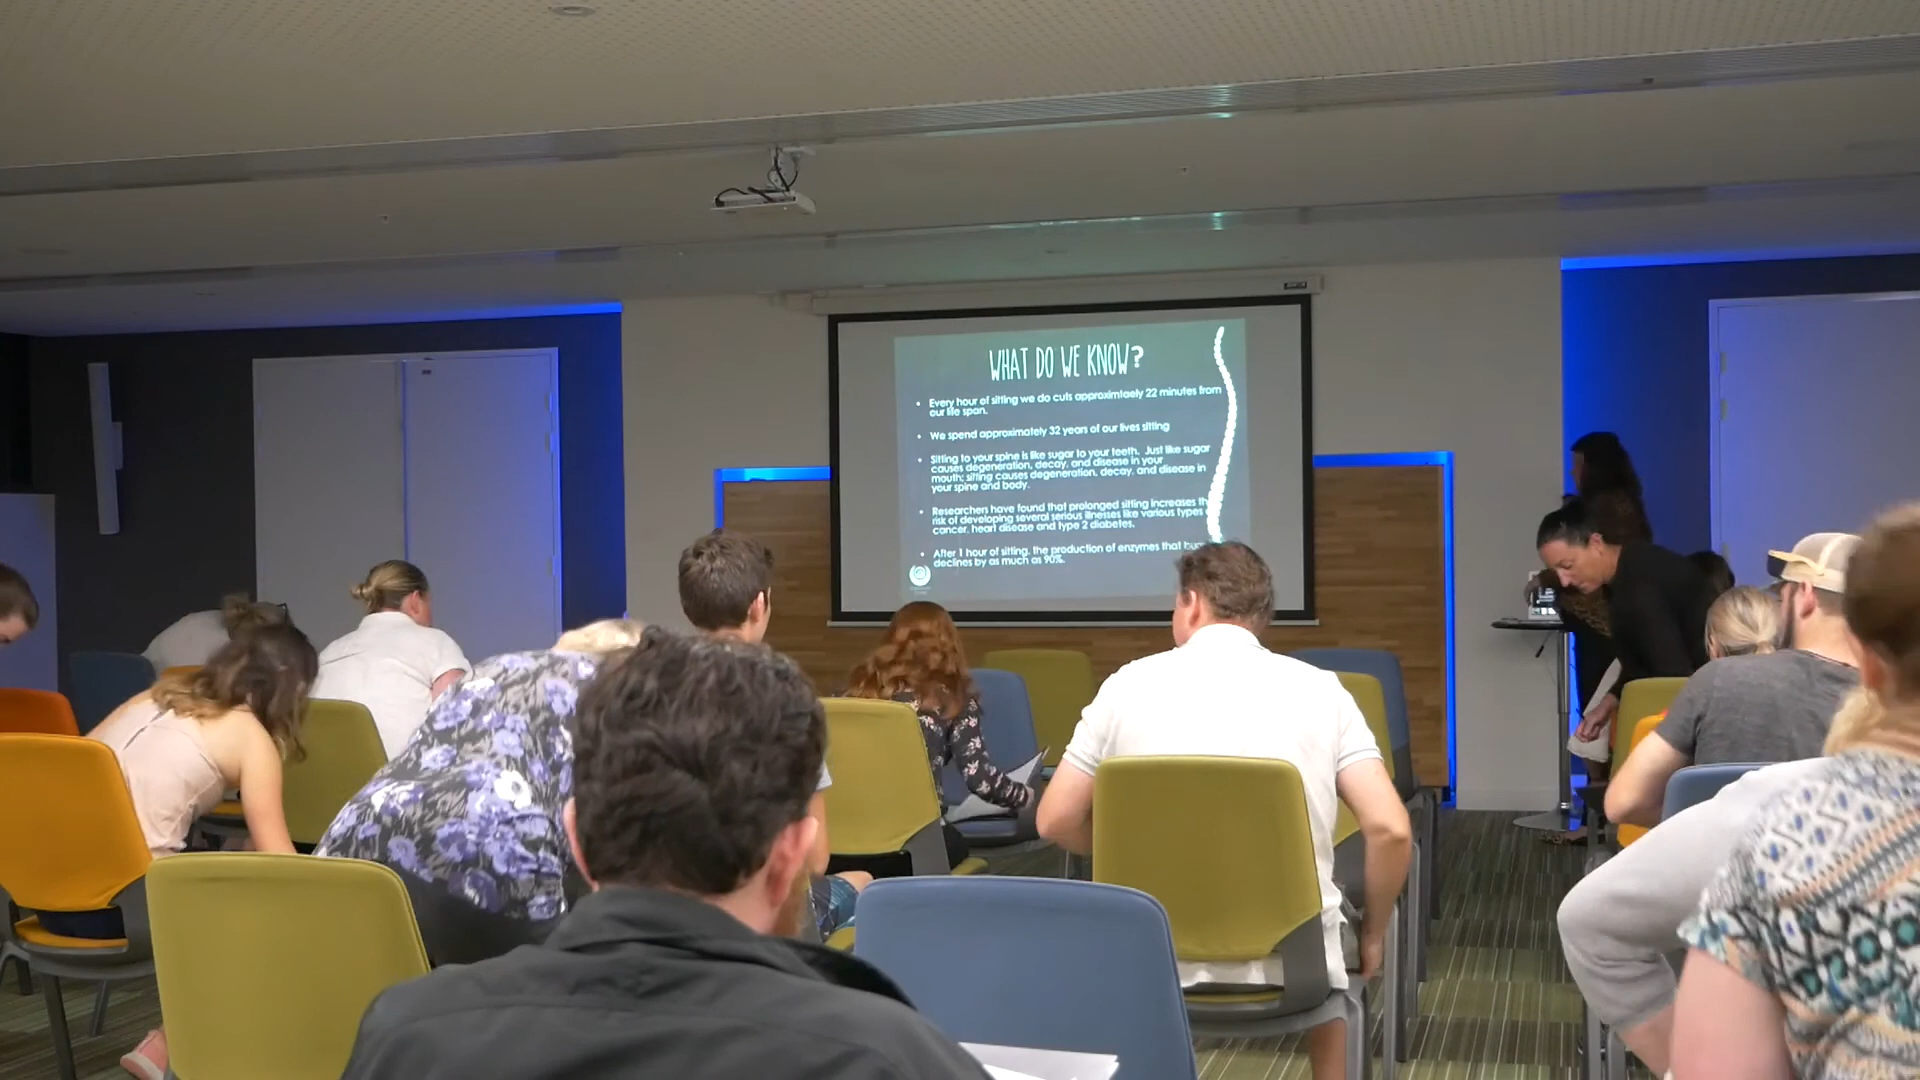 WHAT DO WE KNOW?
• Every hour of sitting we do cuts approximtaely 22 minutes from
our life span.
• We spend approximately 32 years of our lives sitting
• Sitting to your spine is like sugar to your teeth. Just like sugar
causes degeneration, decay, and disease in your
mouth; sitting causes degeneration, decay, and disease in
your spine and body.
• Researchers have found that prolonged sitting increases
risk of developing several serious illnesses like various types
cancer, heart disease and type 2 diabetes.
• After 1 hour of sitting, the production of enzymes that
declines by as much as 90%.